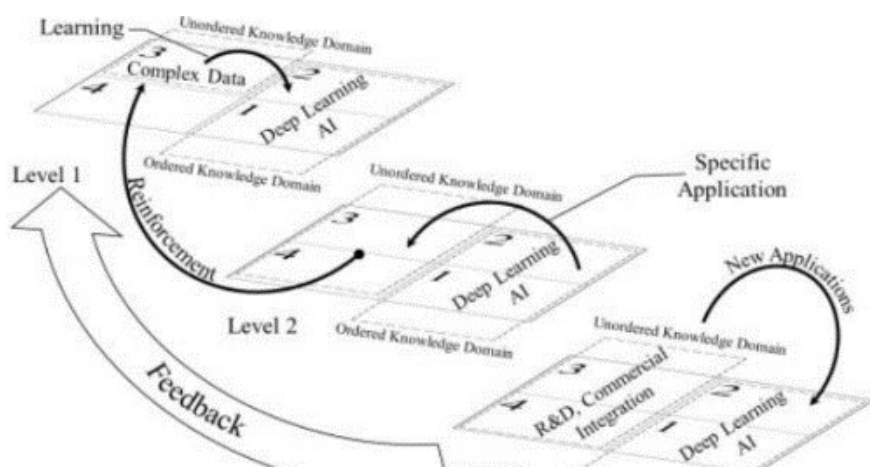 Learning
Unordered Knowledge Domain
3
Complex Data
2
4
1
Deep Learning
AI
Ordered Knowledge Domain
Level 1
Reinforcement
Unordered Knowledge Domain
Specific
Application
3
2
4
1
Deep Learning
AI
Level 2
Ordered Knowledge Domain
New Applications
Unordered Knowledge Domain
3
R&D, Commercial
Integration
2
4
1
Deep Learning
AI
Feedback